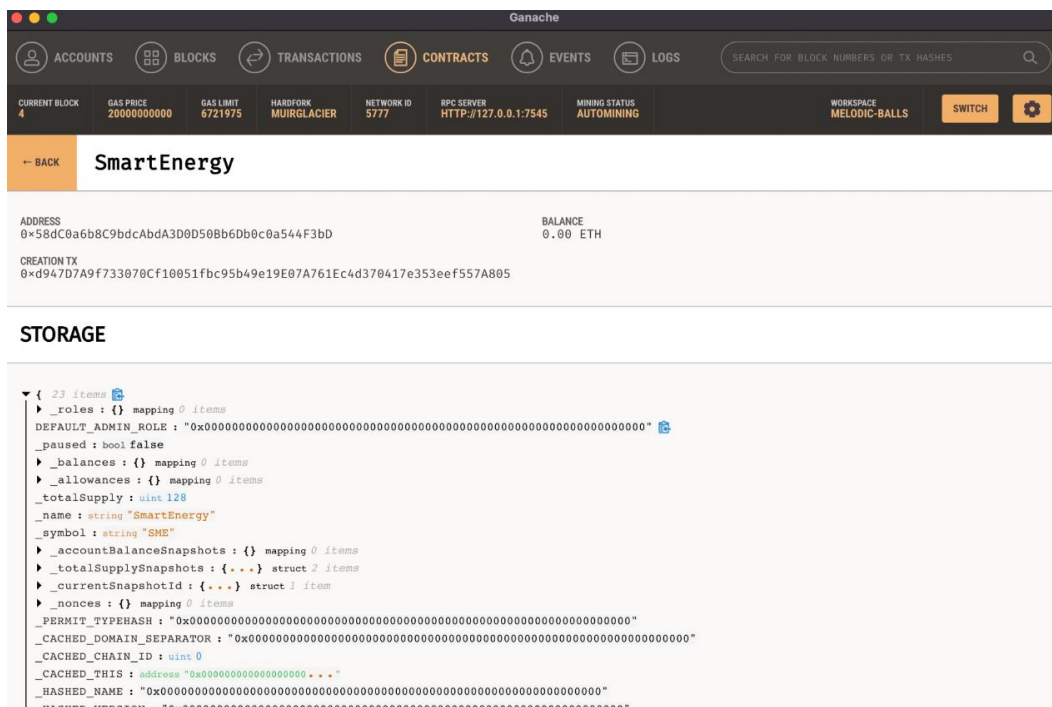 Ganache
ACCOUNTS BLOCKS TRANSACTIONS CONTRACTS EVENTS LOGS SEARCH FOR BLOCK NUMBERS OR TX HASHES
CURRENT BLOCK GAS PRICE GAS LIMIT HARDFORK NETWORK ID RPC SERVER MINING STATUS WORKSPACE
4 20000000000 6721975 MUIRGLACIER 5777 HTTP://127.0.0.1:7545 AUTOMINING MELODIC-BALLS SWITCH
← BACK SmartEnergy
ADDRESS BALANCE
0×58dC0a6b8C9bdcAbdA3D0D50Bb6Db0c0a544F3bD 0.00 ETH
CREATION TX
0×d947D7A9f733070Cf10051fbc95b49e19E07A761Ec4d370417e353eef557A805
STORAGE
{ 23 items
_roles : {} mapping 0 items
DEFAULT_ADMIN_ROLE : "0x0000000000000000000000000000000000000000000000000000000000000000"
_paused : bool false
_balances : {} mapping 0 items
_allowances : {} mapping 0 items
_totalSupply : uint 128
_name : string "SmartEnergy"
_symbol : string "SME"
_accountBalanceSnapshots : {} mapping 0 items
_totalSupplySnapshots : {...} struct 2 items
_currentSnapshotId : {...} struct 1 item
_nonces : {} mapping 0 items
_PERMIT_TYPEHASH : "0x0000000000000000000000000000000000000000000000000000000000000000"
_CACHED_DOMAIN_SEPARATOR : "0x0000000000000000000000000000000000000000000000000000000000000000"
_CACHED_CHAIN_ID : uint 0
_CACHED_THIS : address "0x000000000000000000..."
_HASHED_NAME : "0x0000000000000000000000000000000000000000000000000000000000000000"